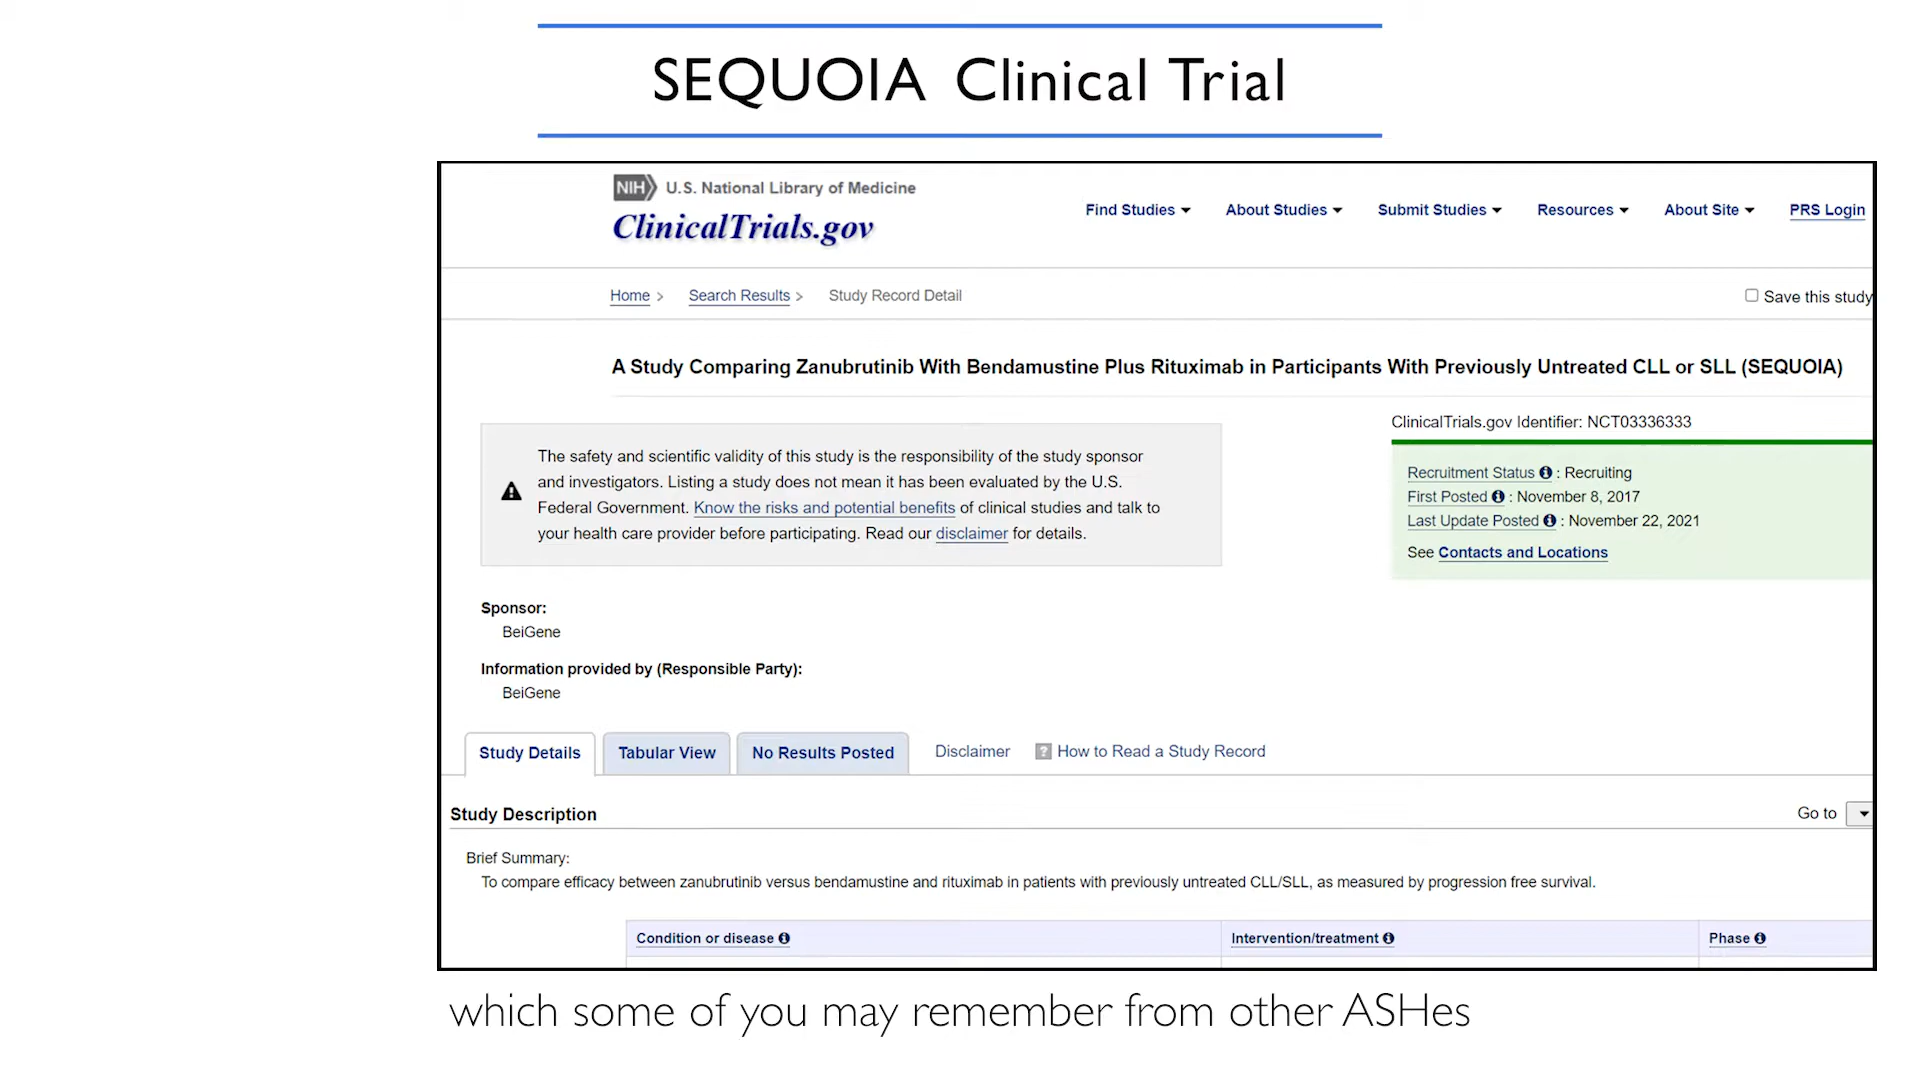 SEQUOIA Clinical Trial
NIH U.S. National Library of Medicine
ClinicalTrials.gov
Find Studies About Studies Submit Studies Resources About Site PRS Login
Home > Search Results > Study Record Detail
Save this study
A Study Comparing Zanubrutinib With Bendamustine Plus Rituximab in Participants With Previously Untreated CLL or SLL (SEQUOIA)
The safety and scientific validity of this study is the responsibility of the study sponsor
and investigators. Listing a study does not mean it has been evaluated by the U.S.
Federal Government. Know the risks and potential benefits of clinical studies and talk to
your health care provider before participating. Read our disclaimer for details.
ClinicalTrials.gov Identifier: NCT03336333
Recruitment Status : Recruiting
First Posted : November 8, 2017
Last Update Posted : November 22, 2021
See Contacts and Locations
Sponsor:
BeiGene
Information provided by (Responsible Party):
BeiGene
Study Details Tabular View No Results Posted Disclaimer ? How to Read a Study Record
Study Description
Go to
Brief Summary:
To compare efficacy between zanubrutinib versus bendamustine and rituximab in patients with previously untreated CLL/SLL, as measured by progression free survival.
Condition or disease Intervention/treatment Phase
which some of you may remember from other ASHes